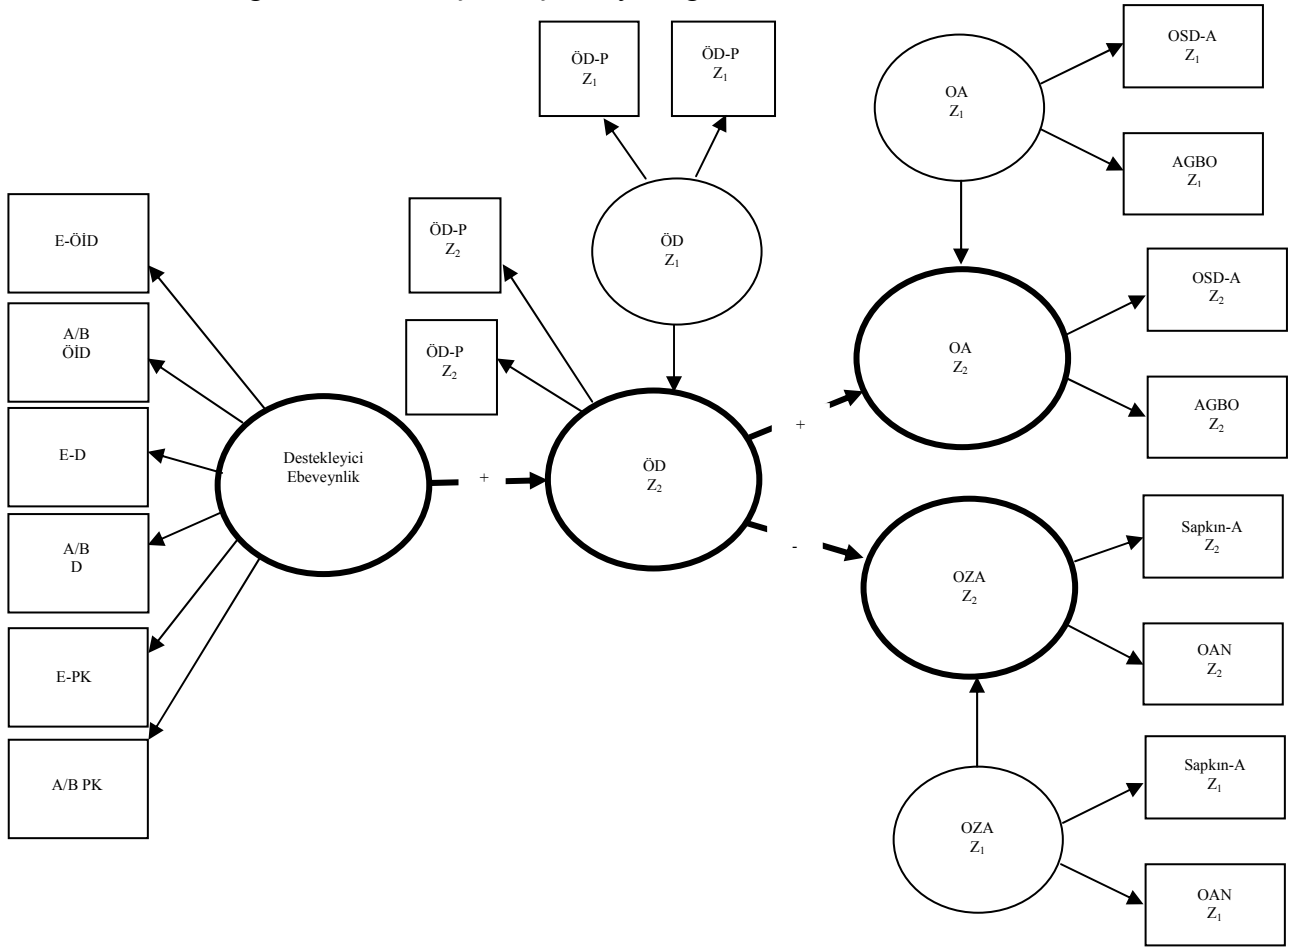 OSD-A
Z1
ÖD-P
Z1
ÖD-P
Z1
OA
Z1
AGBO
Z1
E-ÖİD
ÖD-P
Z2
ÖD
Z1
OSD-A
Z2
A/B
ÖİD
ÖD-P
Z2
OA
Z2
AGBO
Z2
E-D
Destekleyici
Ebeveynlik
+
ÖD
Z2
+
-
A/B
D
Sapkın-A
Z2
OZA
Z2
E-PK
OAN
Z2
A/B PK
Sapkın-A
Z1
OZA
Z1
OAN
Z1